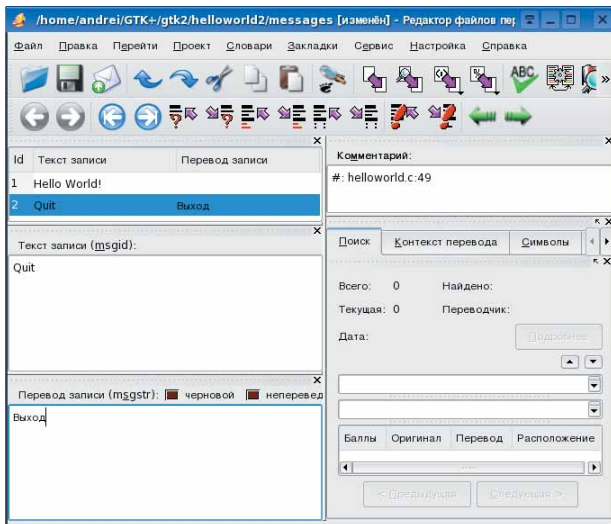 /home/andrei/GTK+/gtk2/helloworld2/messages [изменён] - Редактор файлов пер
Файл Правка Перейти Проект Словари Закладки Сервис Настройка Справка
ABC
Id Текст записи Перевод записи
1 Hello World!
2 Quit Выход
Текст записи (msgid):
Quit
Перевод записи (msgstr): черновой неперевед
Выход
Комментарий:
#: helloworld.c:49
Поиск Контекст перевода Символы
Всего: 0 Найдено:
Текущая: 0 Переводчик:
Дата: Подробнее
Баллы Оригинал Перевод Расположение
< Предыдущая Следующая >